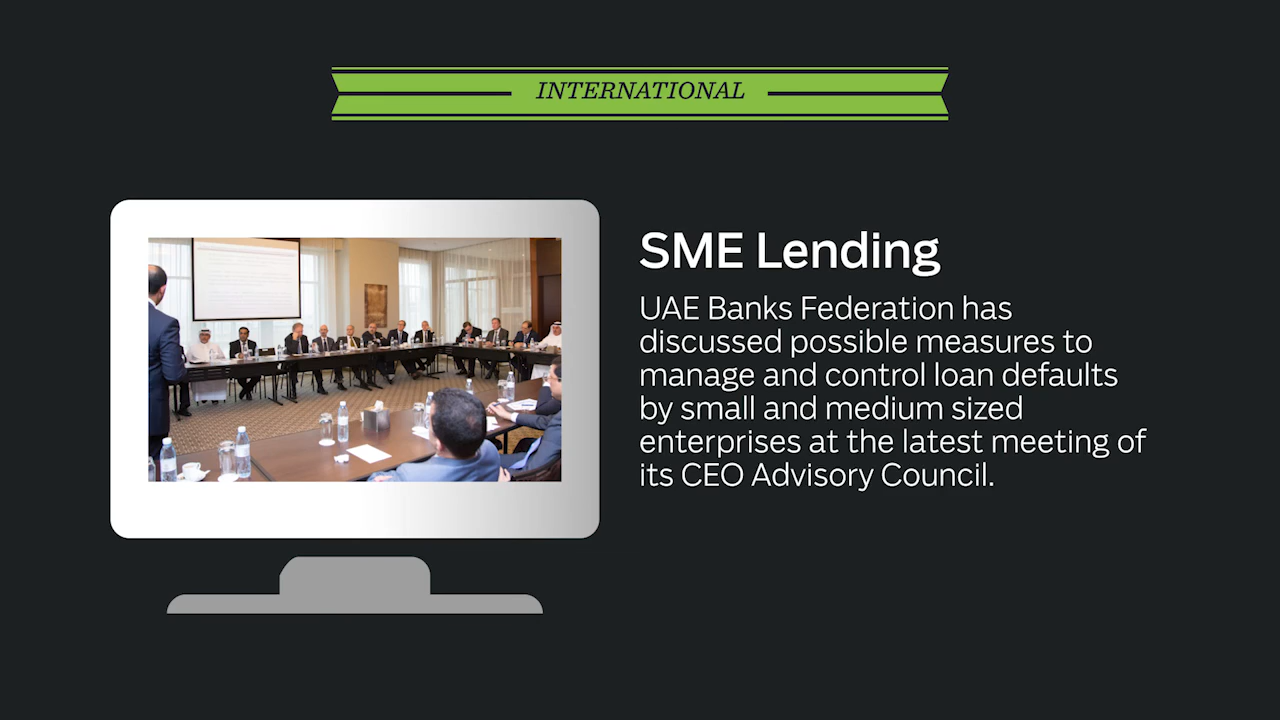 INTERNATIONAL
SME Lending
UAE Banks Federation has
discussed possible measures to
manage and control loan defaults
by small and medium sized
enterprises at the latest meeting of
its CEO Advisory Council.